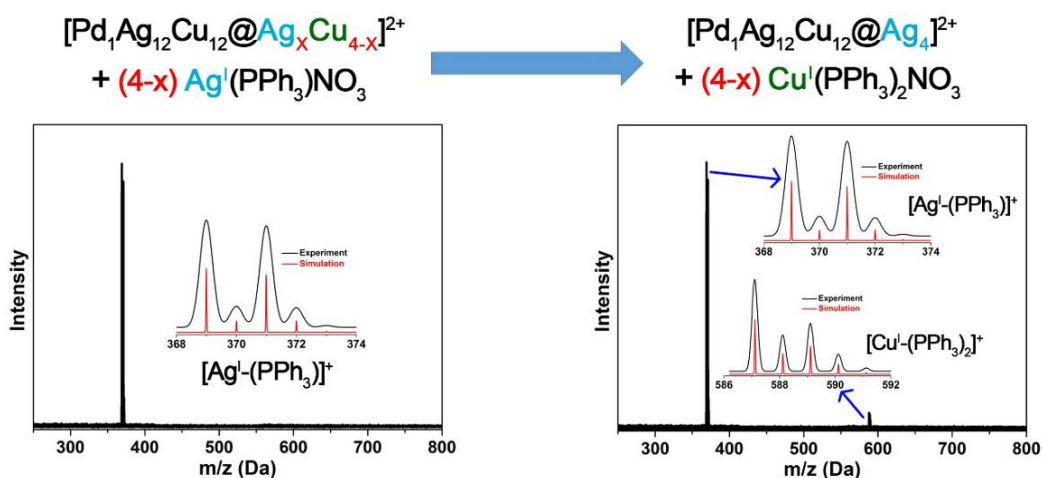 [Pd₁Ag₁₂Cu₁₂@AgₓCu₄₋ₓ]²⁺
+ (4-x) Agᴵ(PPh₃)NO₃
[Pd₁Ag₁₂Cu₁₂@Ag₄]²⁺
+ (4-x) Cuᴵ(PPh₃)₂NO₃
Intensity
Experiment
Simulation
368 370 372 374
[Agᴵ-(PPh₃)]⁺
300 400 500 600 700 800
m/z (Da)
Intensity
Experiment
Simulation
[Agᴵ-(PPh₃)]⁺
368 370 372 374
Experiment
Simulation
[Cuᴵ-(PPh₃)₂]⁺
586 588 590 592
300 400 500 600 700 800
m/z (Da)